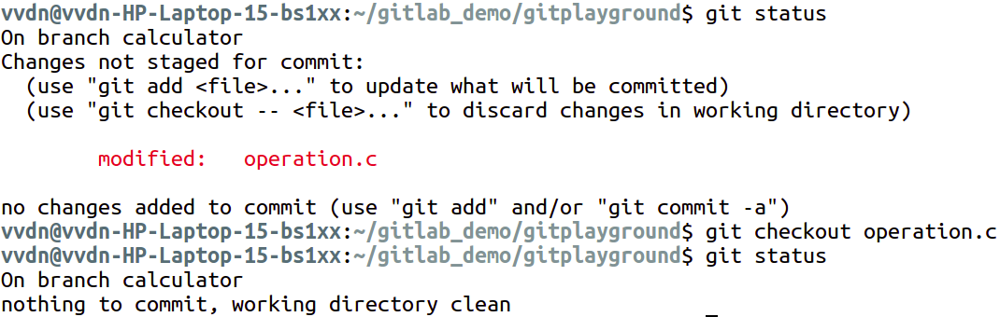 vvdn@vvdn-HP-Laptop-15-bs1xx:~/gitlab_demo/gitplayground$ git status
On branch calculator
Changes not staged for commit:
  (use "git add <file>..." to update what will be committed)
  (use "git checkout -- <file>..." to discard changes in working directory)
        modified:   operation.c
no changes added to commit (use "git add" and/or "git commit -a")
vvdn@vvdn-HP-Laptop-15-bs1xx:~/gitlab_demo/gitplayground$ git checkout operation.c
vvdn@vvdn-HP-Laptop-15-bs1xx:~/gitlab_demo/gitplayground$ git status
On branch calculator
nothing to commit, working directory clean